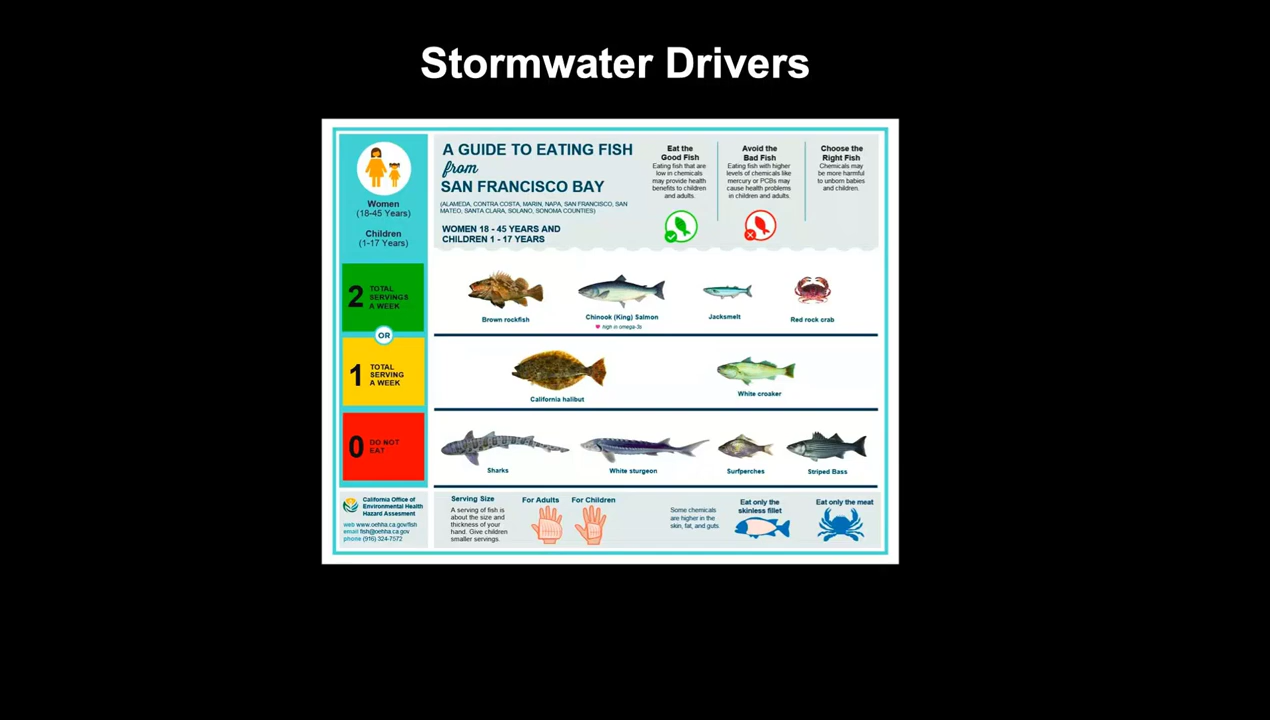 Stormwater Drivers
Women
(18-45 Years)
Children
(1-17 Years)
A GUIDE TO EATING FISH
from
SAN FRANCISCO BAY
(ALAMEDA, CONTRA COSTA, MARIN, NAPA, SAN FRANCISCO, SAN
MATEO, SANTA CLARA, SOLANO, SONOMA COUNTIES)
WOMEN 18 - 45 YEARS AND
CHILDREN 1 - 17 YEARS
Eat the
Good Fish
Eating fish that are
low in chemicals
may provide health
benefits to children
and adults.
Avoid the
Bad Fish
Eating fish with higher
levels of chemicals like
mercury or PCBs may
cause health problems
in children and adults.
Choose the
Right Fish
Chemicals may
be more harmful
to unborn babies
and children.
2 TOTAL
SERVINGS
A WEEK
Brown rockfish
Chinook (King) Salmon
high in omega-3s
Jacksmelt
Red rock crab
OR
1 TOTAL
SERVING
A WEEK
California halibut
White croaker
0 DO NOT
EAT
Sharks
White sturgeon
Surfperches
Striped Bass
California Office of
Environmental Health
Hazard Assesment
web www.oehha.ca.gov/fish
email fish@oehha.ca.gov
phone (916) 324-7572
Serving Size
A serving of fish is
about the size and
thickness of your
hand. Give children
smaller servings.
For Adults
For Children
Some chemicals
are higher in the
skin, fat, and guts.
Eat only the
skinless fillet
Eat only the meat